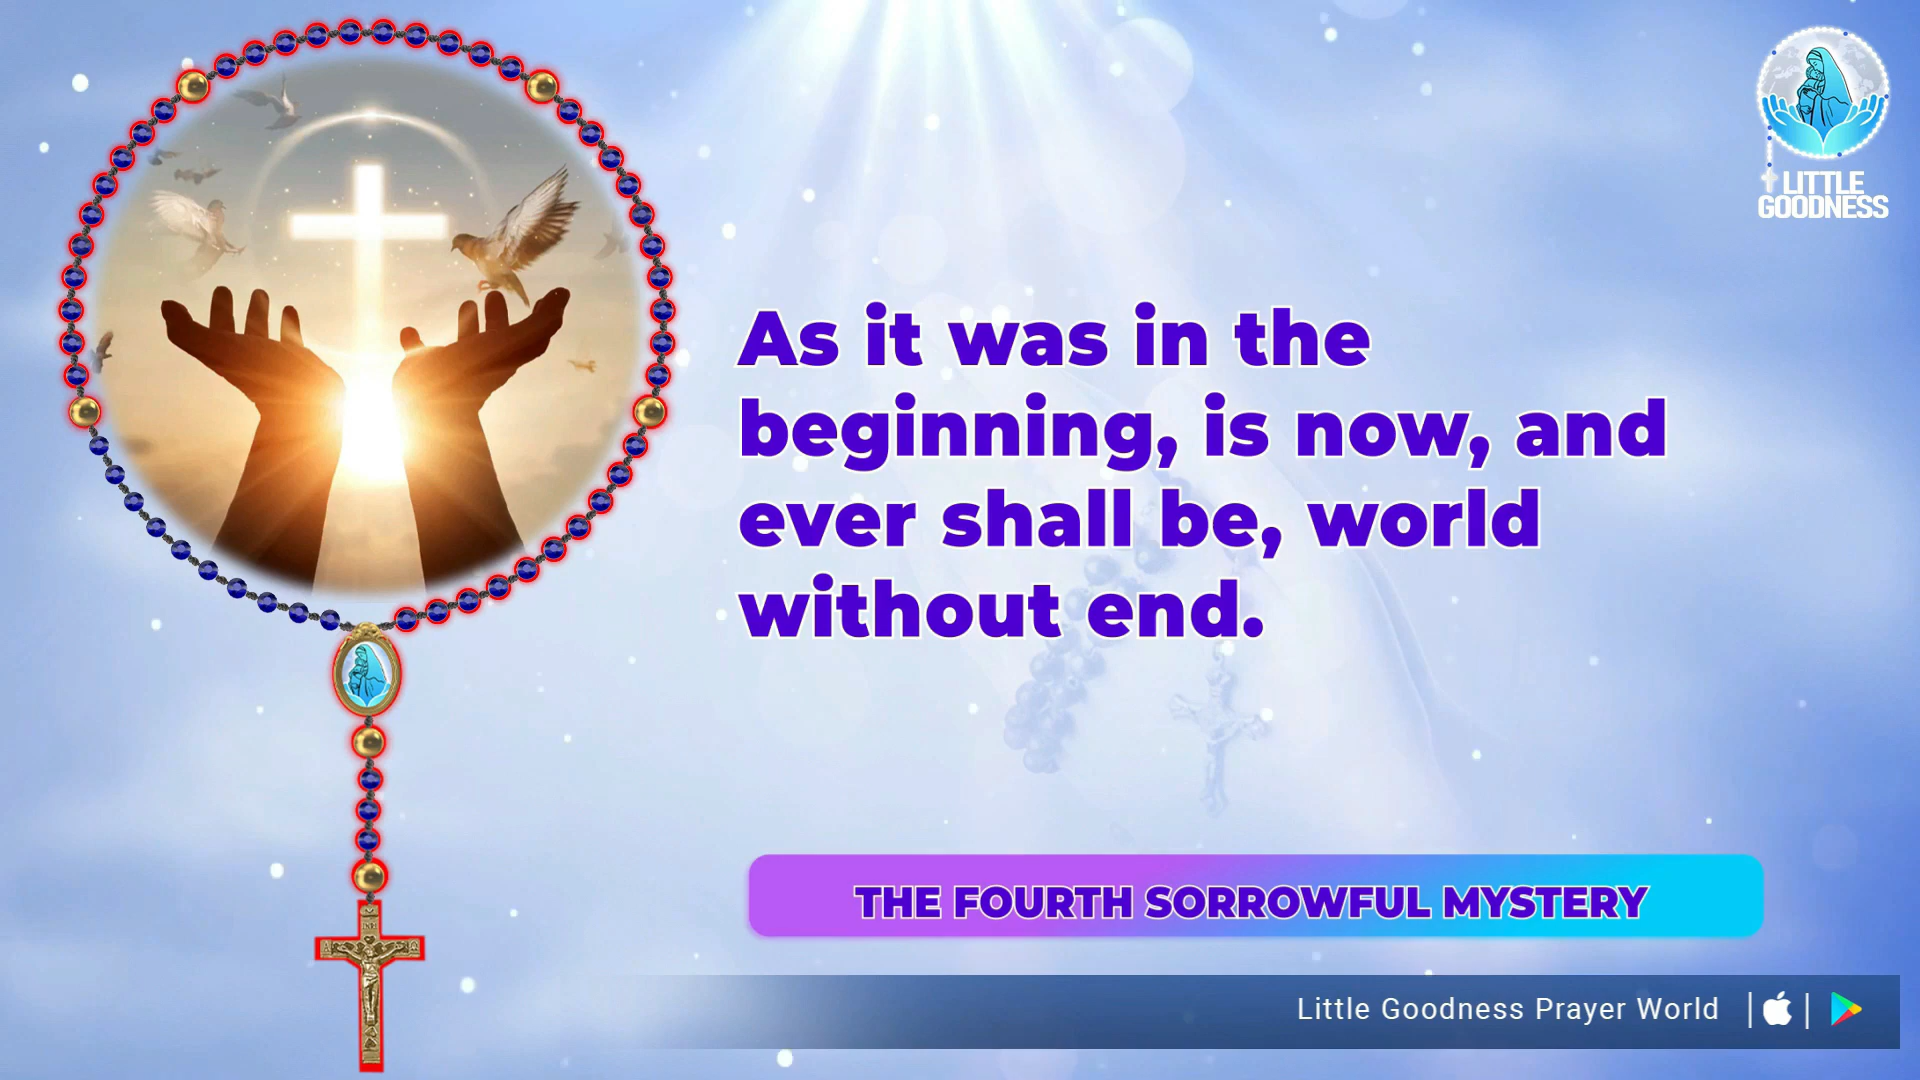 LITTLE
GOODNESS
As it was in the
beginning, is now, and
ever shall be, world
without end.
THE FOURTH SORROWFUL MYSTERY
Little Goodness Prayer World